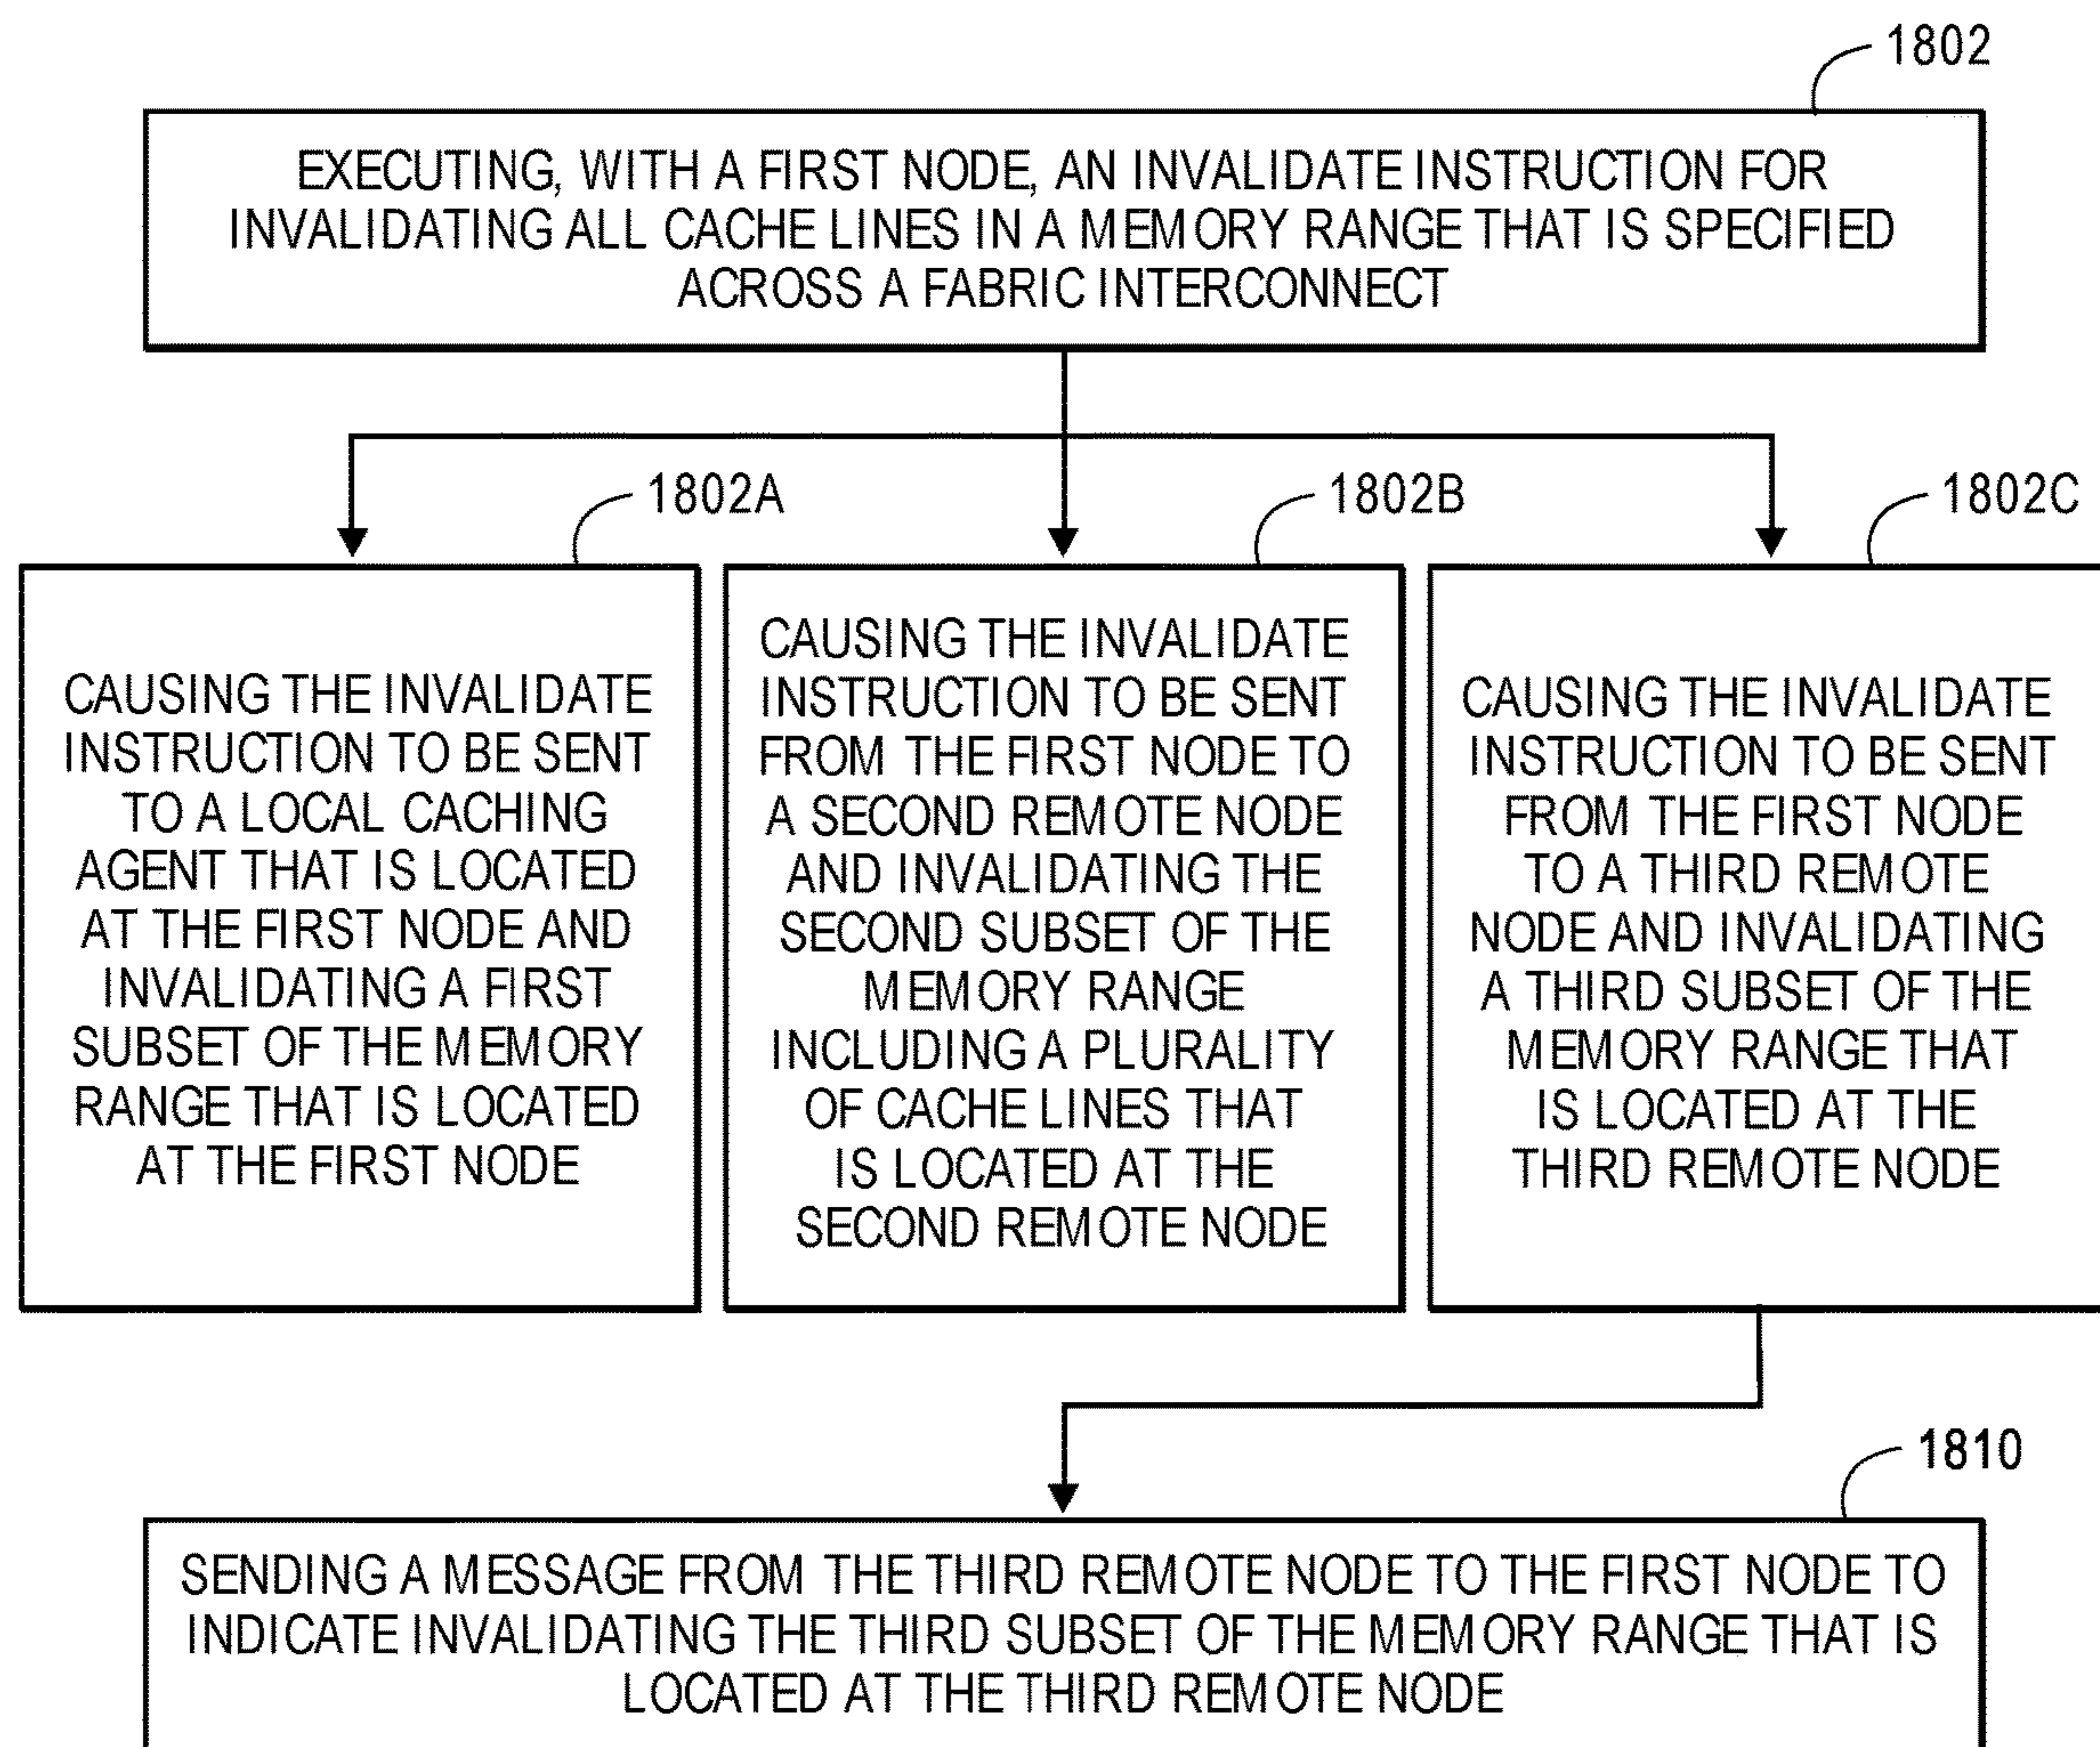 1802
EXECUTING, WITH A FIRST NODE, AN INVALIDATE INSTRUCTION FOR
INVALIDATING ALL CACHE LINES IN A MEMORY RANGE THAT IS SPECIFIED
ACROSS A FABRIC INTERCONNECT
1802A
CAUSING THE INVALIDATE
INSTRUCTION TO BE SENT
TO A LOCAL CACHING
AGENT THAT IS LOCATED
AT THE FIRST NODE AND
INVALIDATING A FIRST
SUBSET OF THE MEMORY
RANGE THAT IS LOCATED
AT THE FIRST NODE
1802B
CAUSING THE INVALIDATE
INSTRUCTION TO BE SENT
FROM THE FIRST NODE TO
A SECOND REMOTE NODE
AND INVALIDATING THE
SECOND SUBSET OF THE
MEMORY RANGE
INCLUDING A PLURALITY
OF CACHE LINES THAT
IS LOCATED AT THE
SECOND REMOTE NODE
1802C
CAUSING THE INVALIDATE
INSTRUCTION TO BE SENT
FROM THE FIRST NODE
TO A THIRD REMOTE
NODE AND INVALIDATING
A THIRD SUBSET OF THE
MEMORY RANGE THAT
IS LOCATED AT THE
THIRD REMOTE NODE
1810
SENDING A MESSAGE FROM THE THIRD REMOTE NODE TO THE FIRST NODE TO
INDICATE INVALIDATING THE THIRD SUBSET OF THE MEMORY RANGE THAT IS
LOCATED AT THE THIRD REMOTE NODE